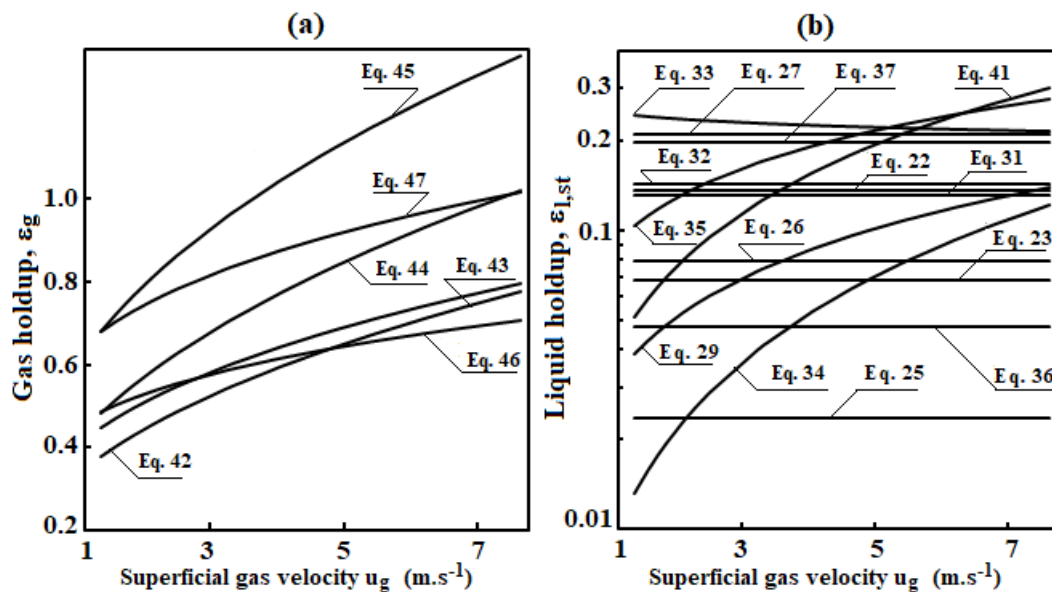 (a)
(b)
Gas holdup, εg
1.0
0.8
0.6
0.4
0.2
Eq. 45
Eq. 47
Eq. 44
Eq. 43
Eq. 46
Eq. 42
1 3 5 7
Superficial gas velocity ug (m.s-1)
Liquid holdup, εl,st
0.3
0.2
0.1
0.01
Eq. 33 Eq. 27 Eq. 37 Eq. 41
Eq. 32 Eq. 22 Eq. 31
Eq. 35 Eq. 26 Eq. 23
Eq. 29 Eq. 34 Eq. 25 Eq. 36
1 3 5 7
Superficial gas velocity ug (m.s-1)